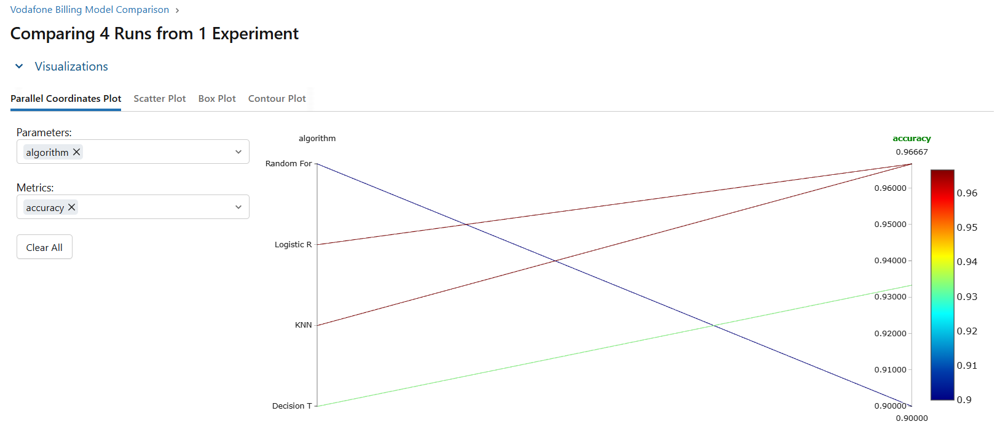 Vodafone Billing Model Comparison
Comparing 4 Runs from 1 Experiment
Visualizations
Parallel Coordinates Plot Scatter Plot Box Plot Contour Plot
Parameters:
algorithm
Metrics:
accuracy
Clear All
algorithm
Random For
Logistic R
KNN
Decision T
accuracy
0.96667
0.96000
0.95000
0.94000
0.93000
0.92000
0.91000
0.90000
0.90000
0.96
0.95
0.94
0.93
0.92
0.91
0.9